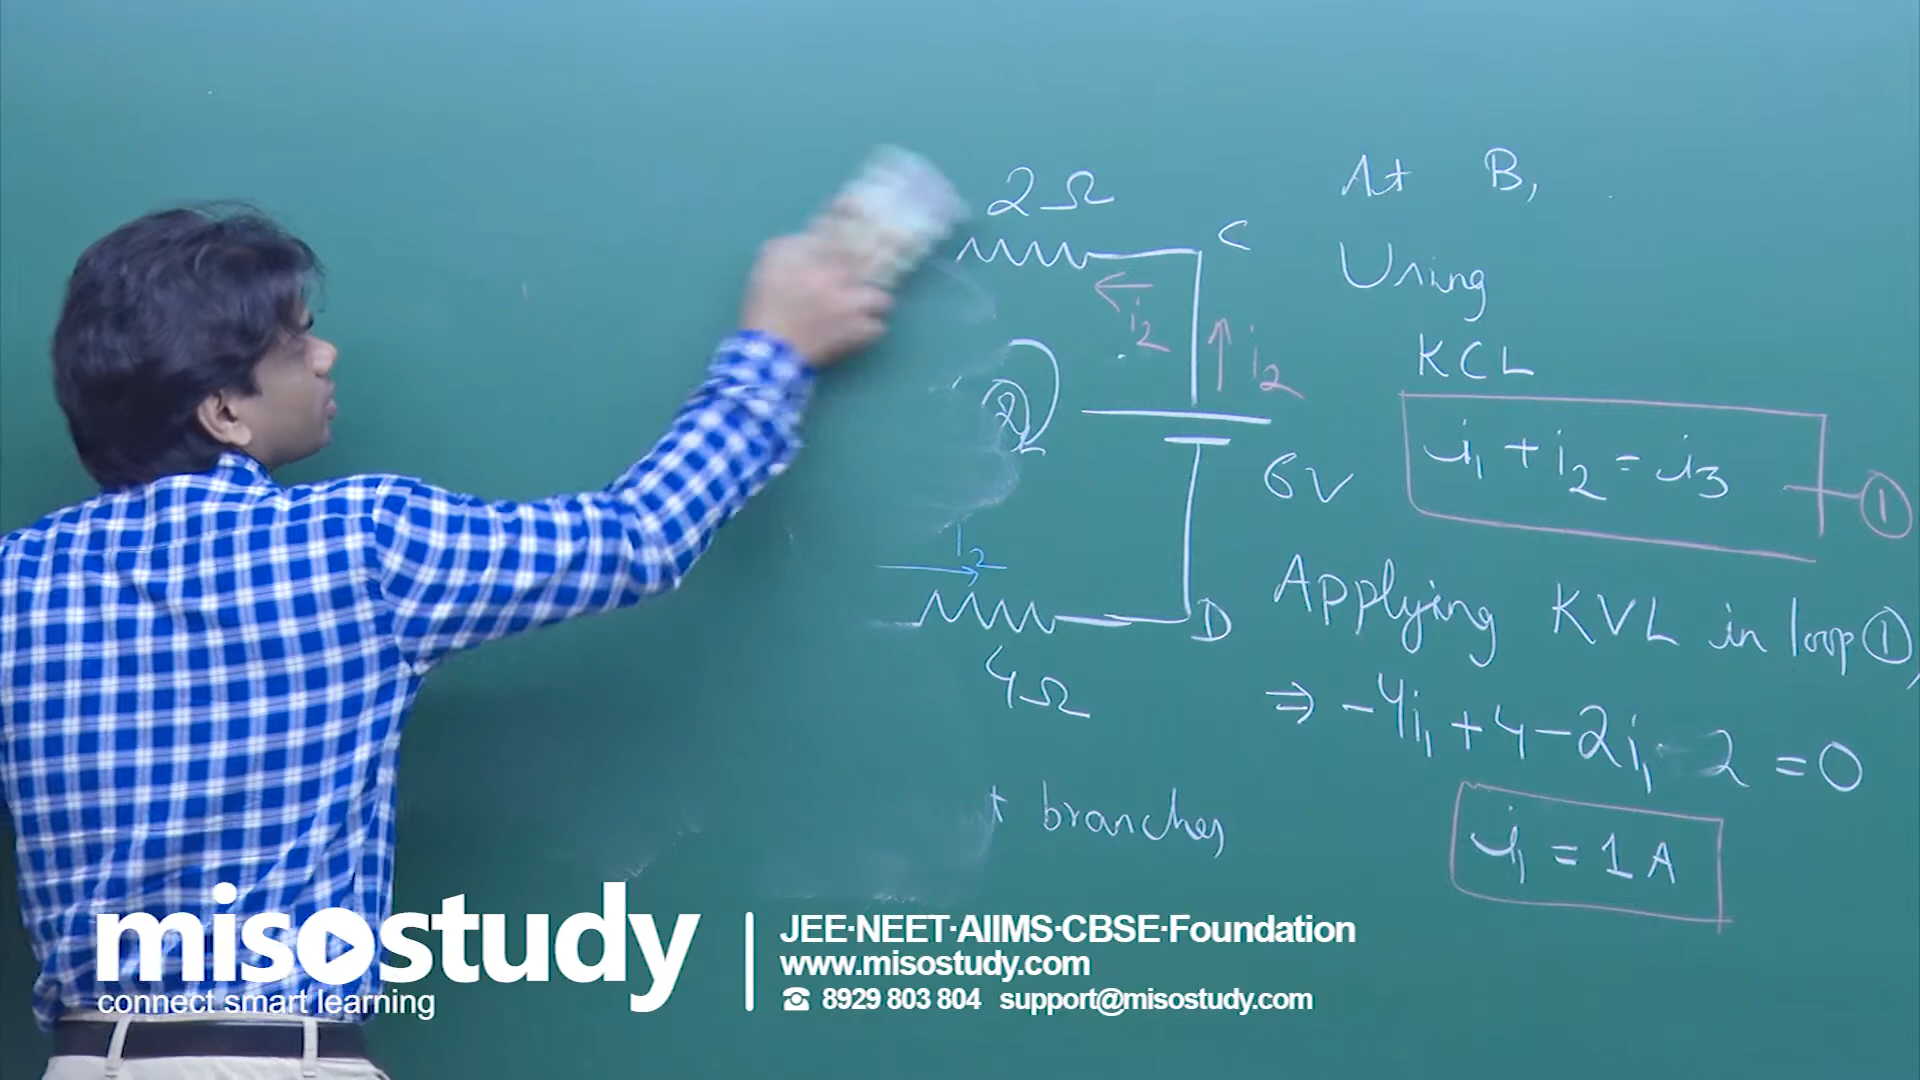 2Ω
C
i₂
i₂
2
6V
i₂
D
4Ω
branches
At B,
Using
KCL
i₁ + i₂ = i₃ ①
Applying KVL in loop ①,
⇒ -4i₁ + 4 - 2i₁ - 2 = 0
i₁ = 1A
misostudy
connect smart learning
JEE·NEET·AIIMS·CBSE·Foundation
www.misostudy.com
☎ 8929 803 804 support@misostudy.com